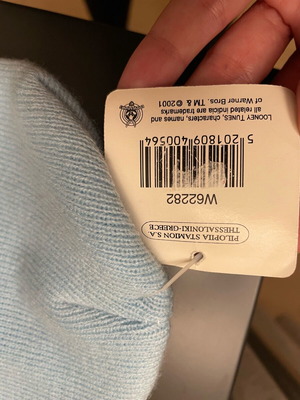 PILOPIA STAMION S.A
THESSALONIKI-GREECE
W62282
5 201809 400564
LOONEY TUNES, characters, names and
all related indicia are trademarks
of Warner Bros. TM & ©2001